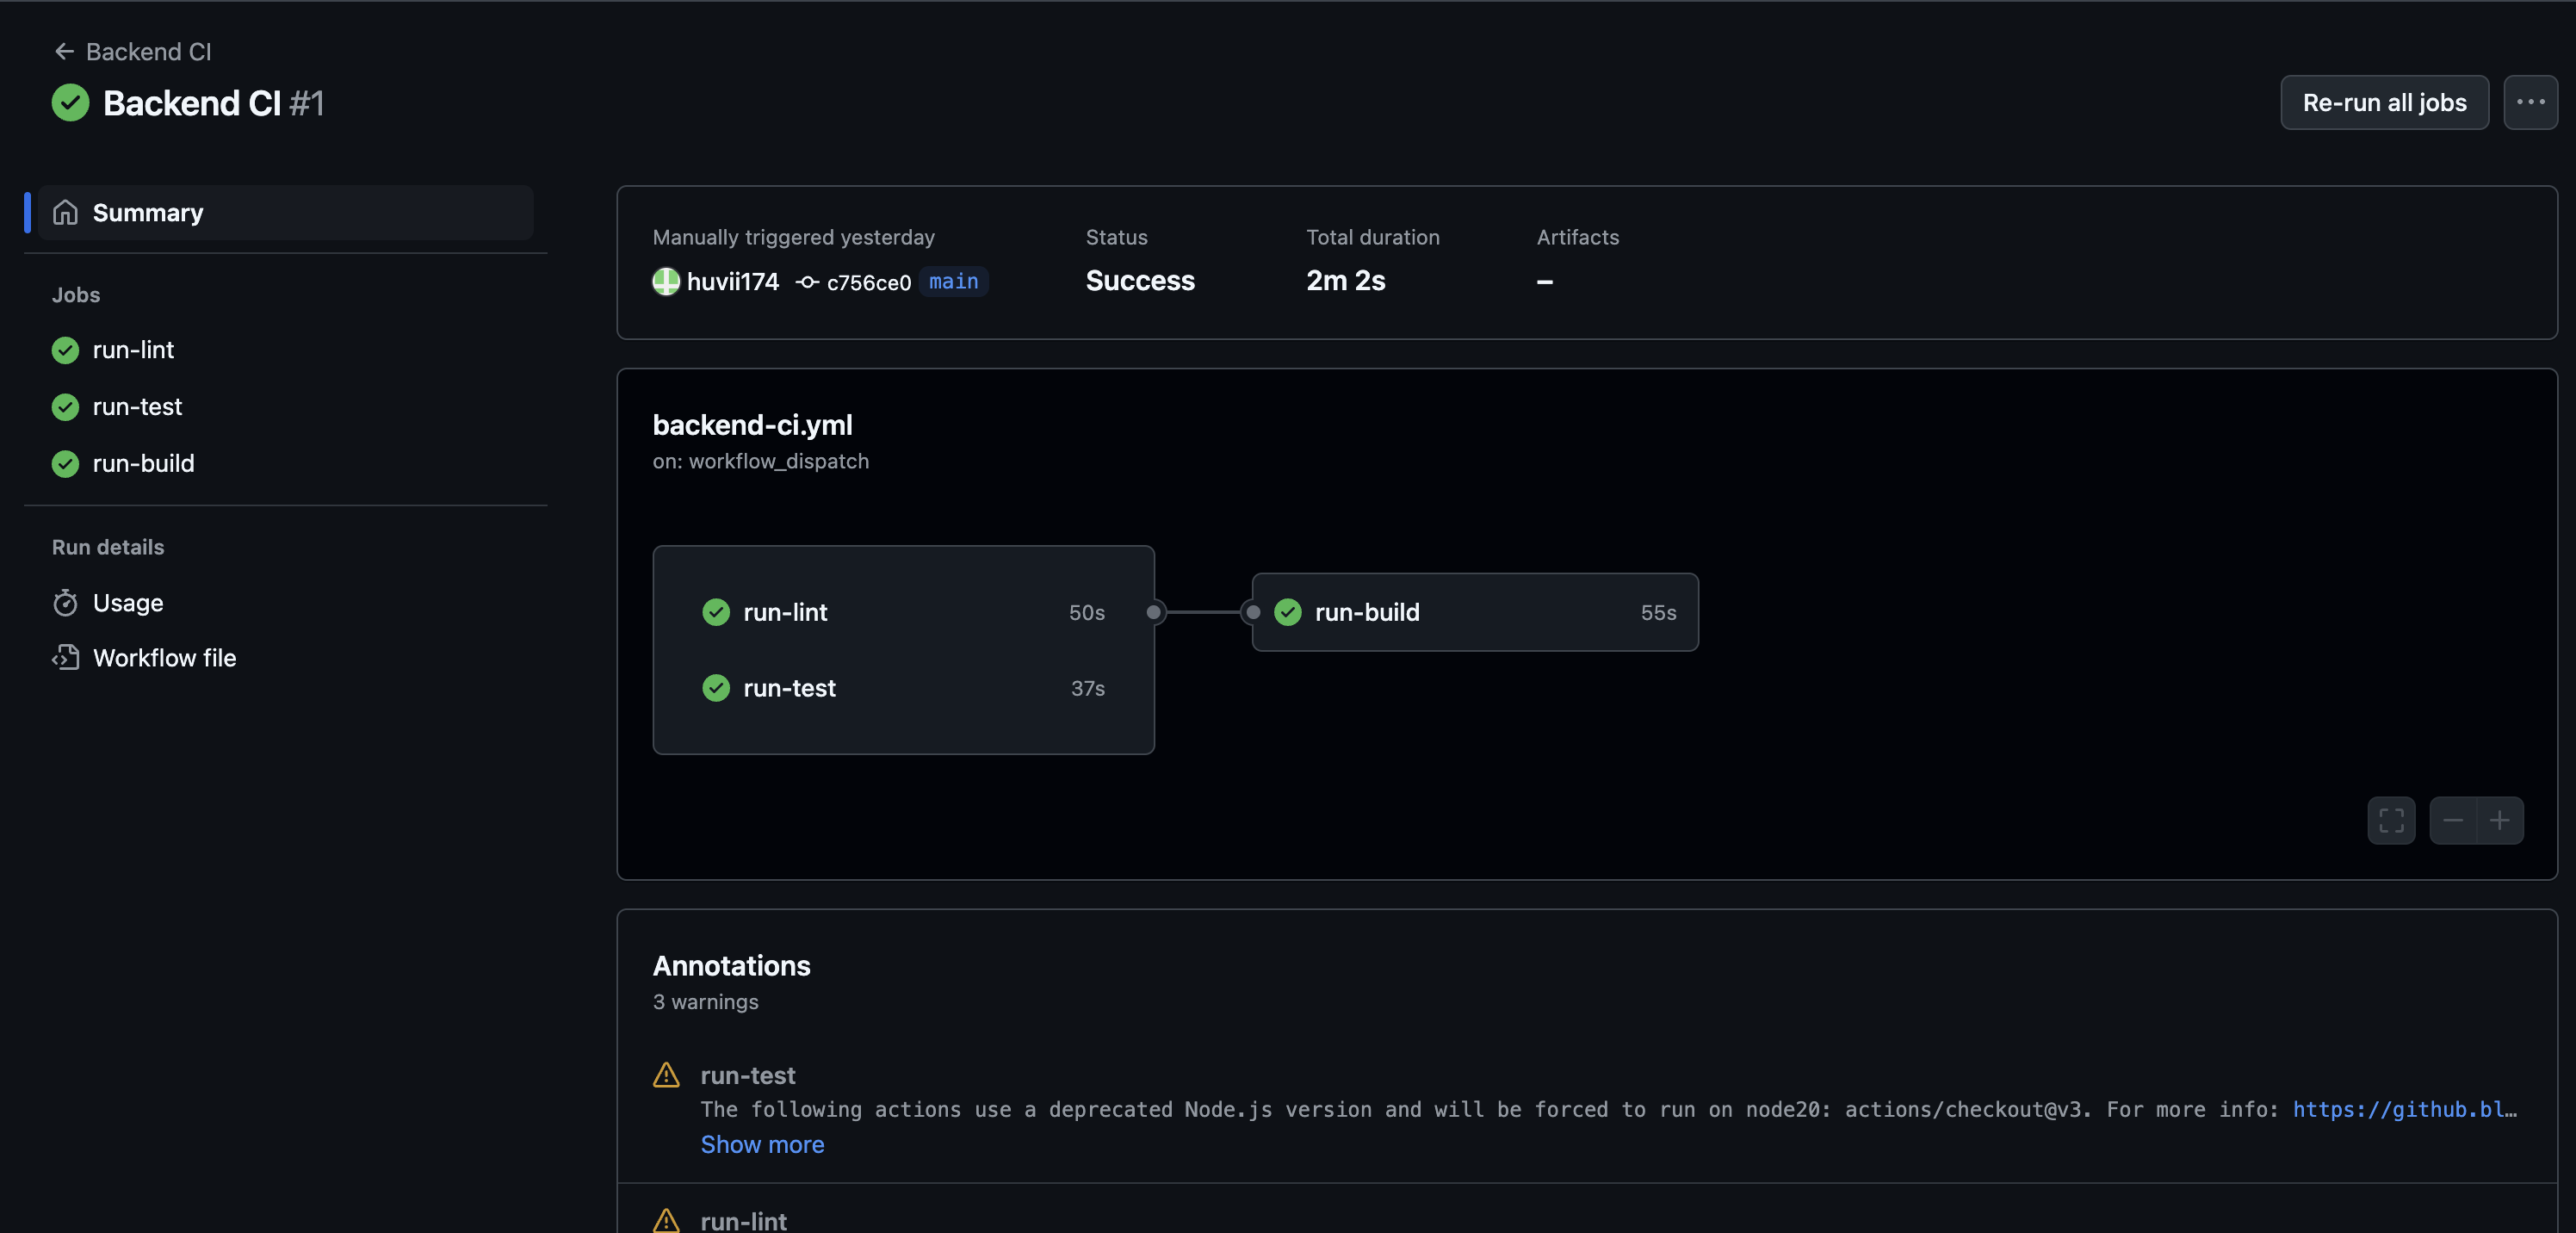 Backend CI
Backend CI #1
Re-run all jobs
Summary
Jobs
run-lint
run-test
run-build
Run details
Usage
Workflow file
Manually triggered yesterday
huvii174 c756ce0 main
Status
Success
Total duration
2m 2s
Artifacts
–
backend-ci.yml
on: workflow_dispatch
run-lint 50s
run-test 37s
run-build 55s
Annotations
3 warnings
run-test
The following actions use a deprecated Node.js version and will be forced to run on node20: actions/checkout@v3. For more info: https://github.bl…
Show more
run-lint